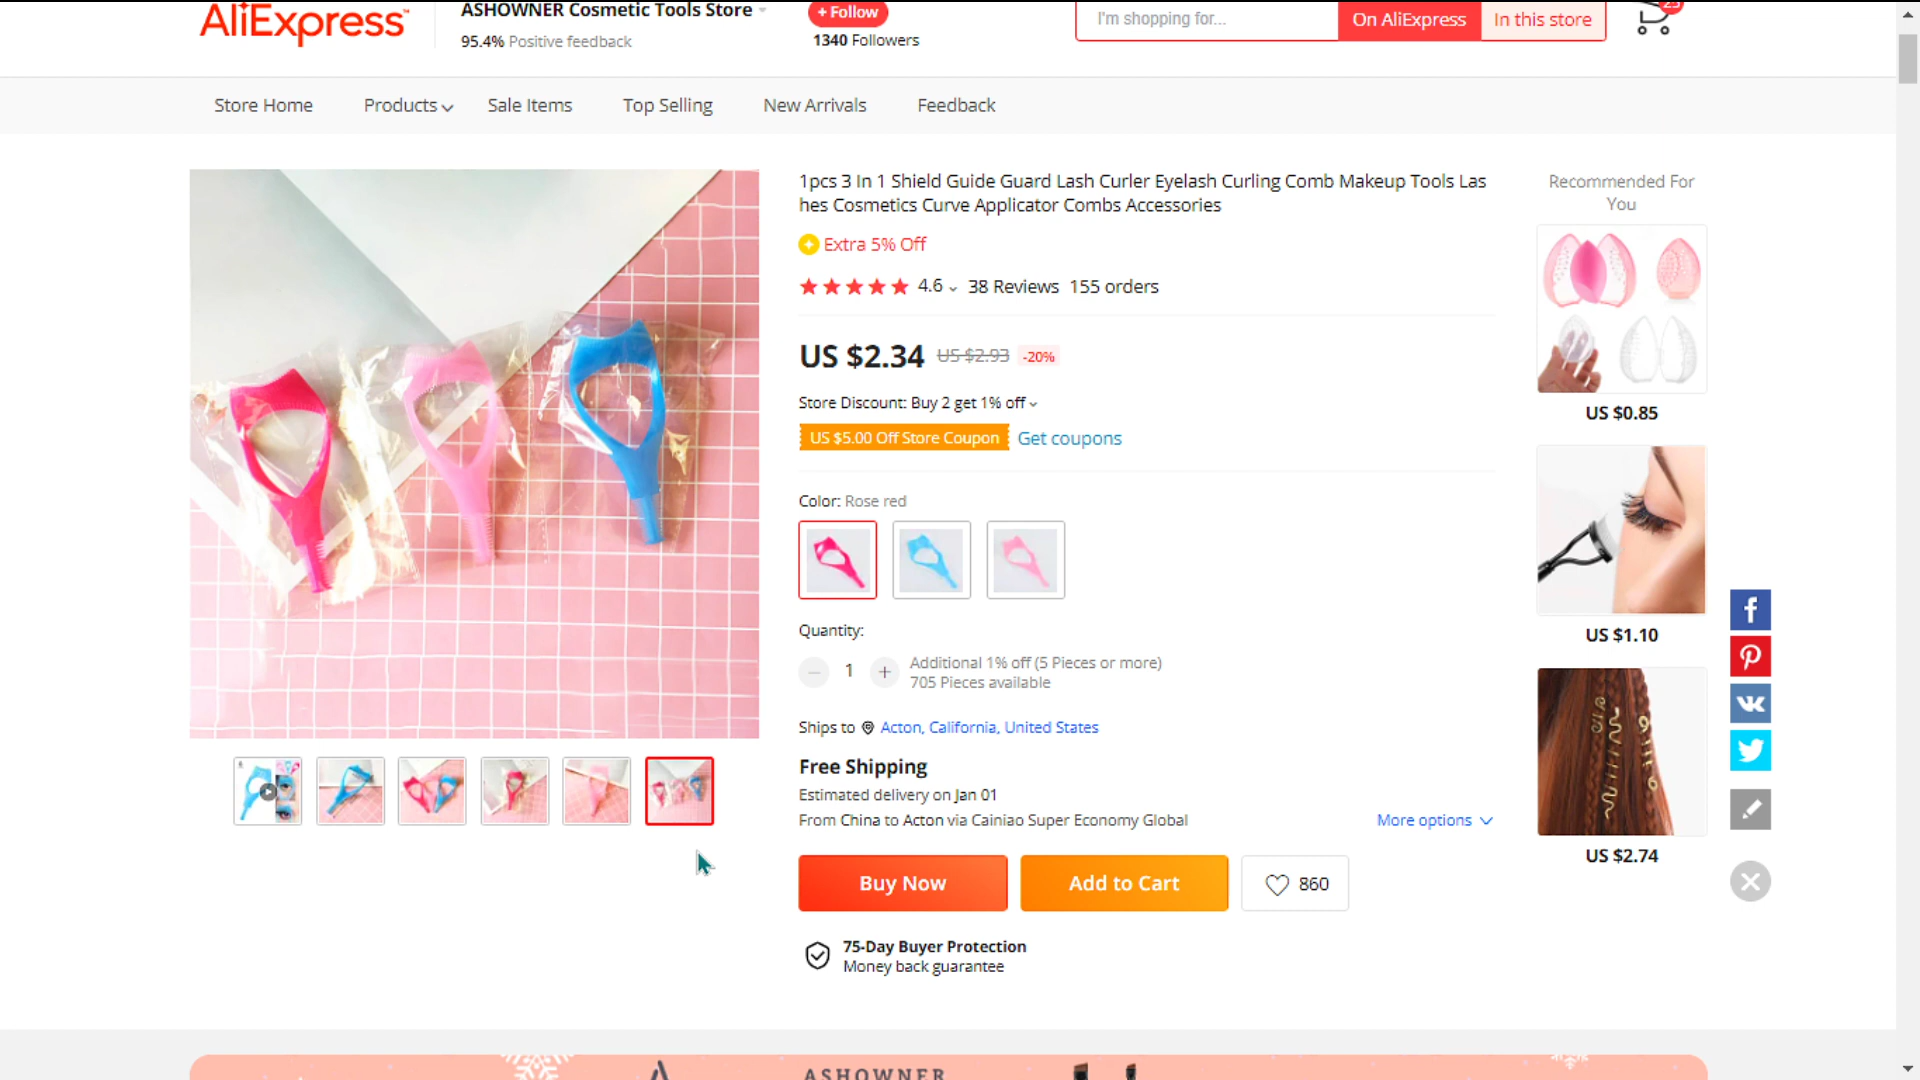 AliExpress™
ASHOWNER Cosmetic Tools Store
95.4% Positive feedback
+ Follow
1340 Followers
I'm shopping for...
On AliExpress
In this store
Store Home
Products
Sale Items
Top Selling
New Arrivals
Feedback
1pcs 3 In 1 Shield Guide Guard Lash Curler Eyelash Curling Comb Makeup Tools Las
hes Cosmetics Curve Applicator Combs Accessories
Extra 5% Off
4.6 38 Reviews 155 orders
US $2.34 US $2.93 -20%
Store Discount: Buy 2 get 1% off
US $5.00 Off Store Coupon Get coupons
Color: Rose red
Quantity:
1
Additional 1% off (5 Pieces or more)
705 Pieces available
Ships to Acton, California, United States
Free Shipping
Estimated delivery on Jan 01
From China to Acton via Cainiao Super Economy Global
More options
Buy Now
Add to Cart
860
75-Day Buyer Protection
Money back guarantee
Recommended For
You
US $0.85
US $1.10
US $2.74
ASHOWNER